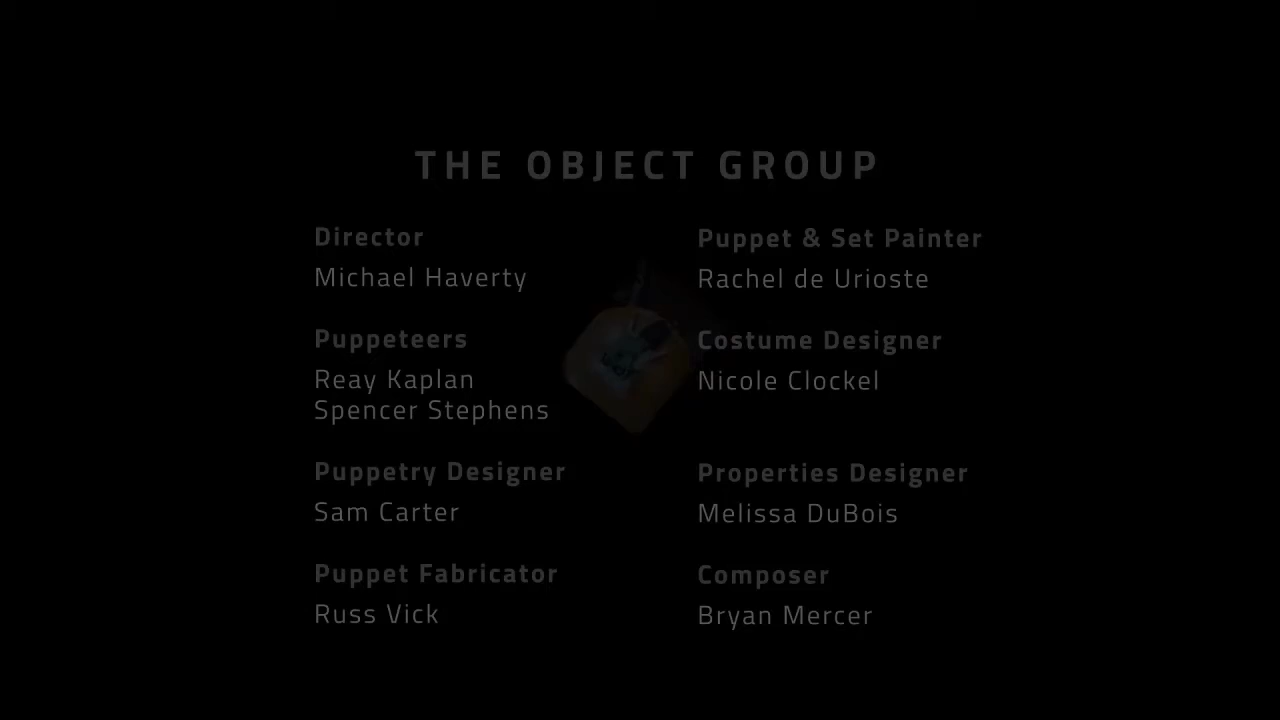 THE OBJECT GROUP
Director
Michael Haverty
Puppeteers
Reay Kaplan
Spencer Stephens
Puppetry Designer
Sam Carter
Puppet Fabricator
Russ Vick
Puppet & Set Painter
Rachel de Urioste
Costume Designer
Nicole Clockel
Properties Designer
Melissa DuBois
Composer
Bryan Mercer